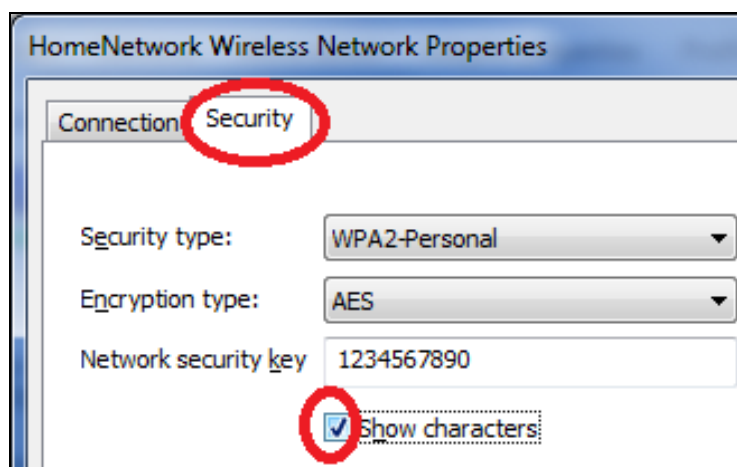 HomeNetwork Wireless Network Properties
Connection Security
Security type: WPA2-Personal
Encryption type: AES
Network security key 1234567890
Show characters